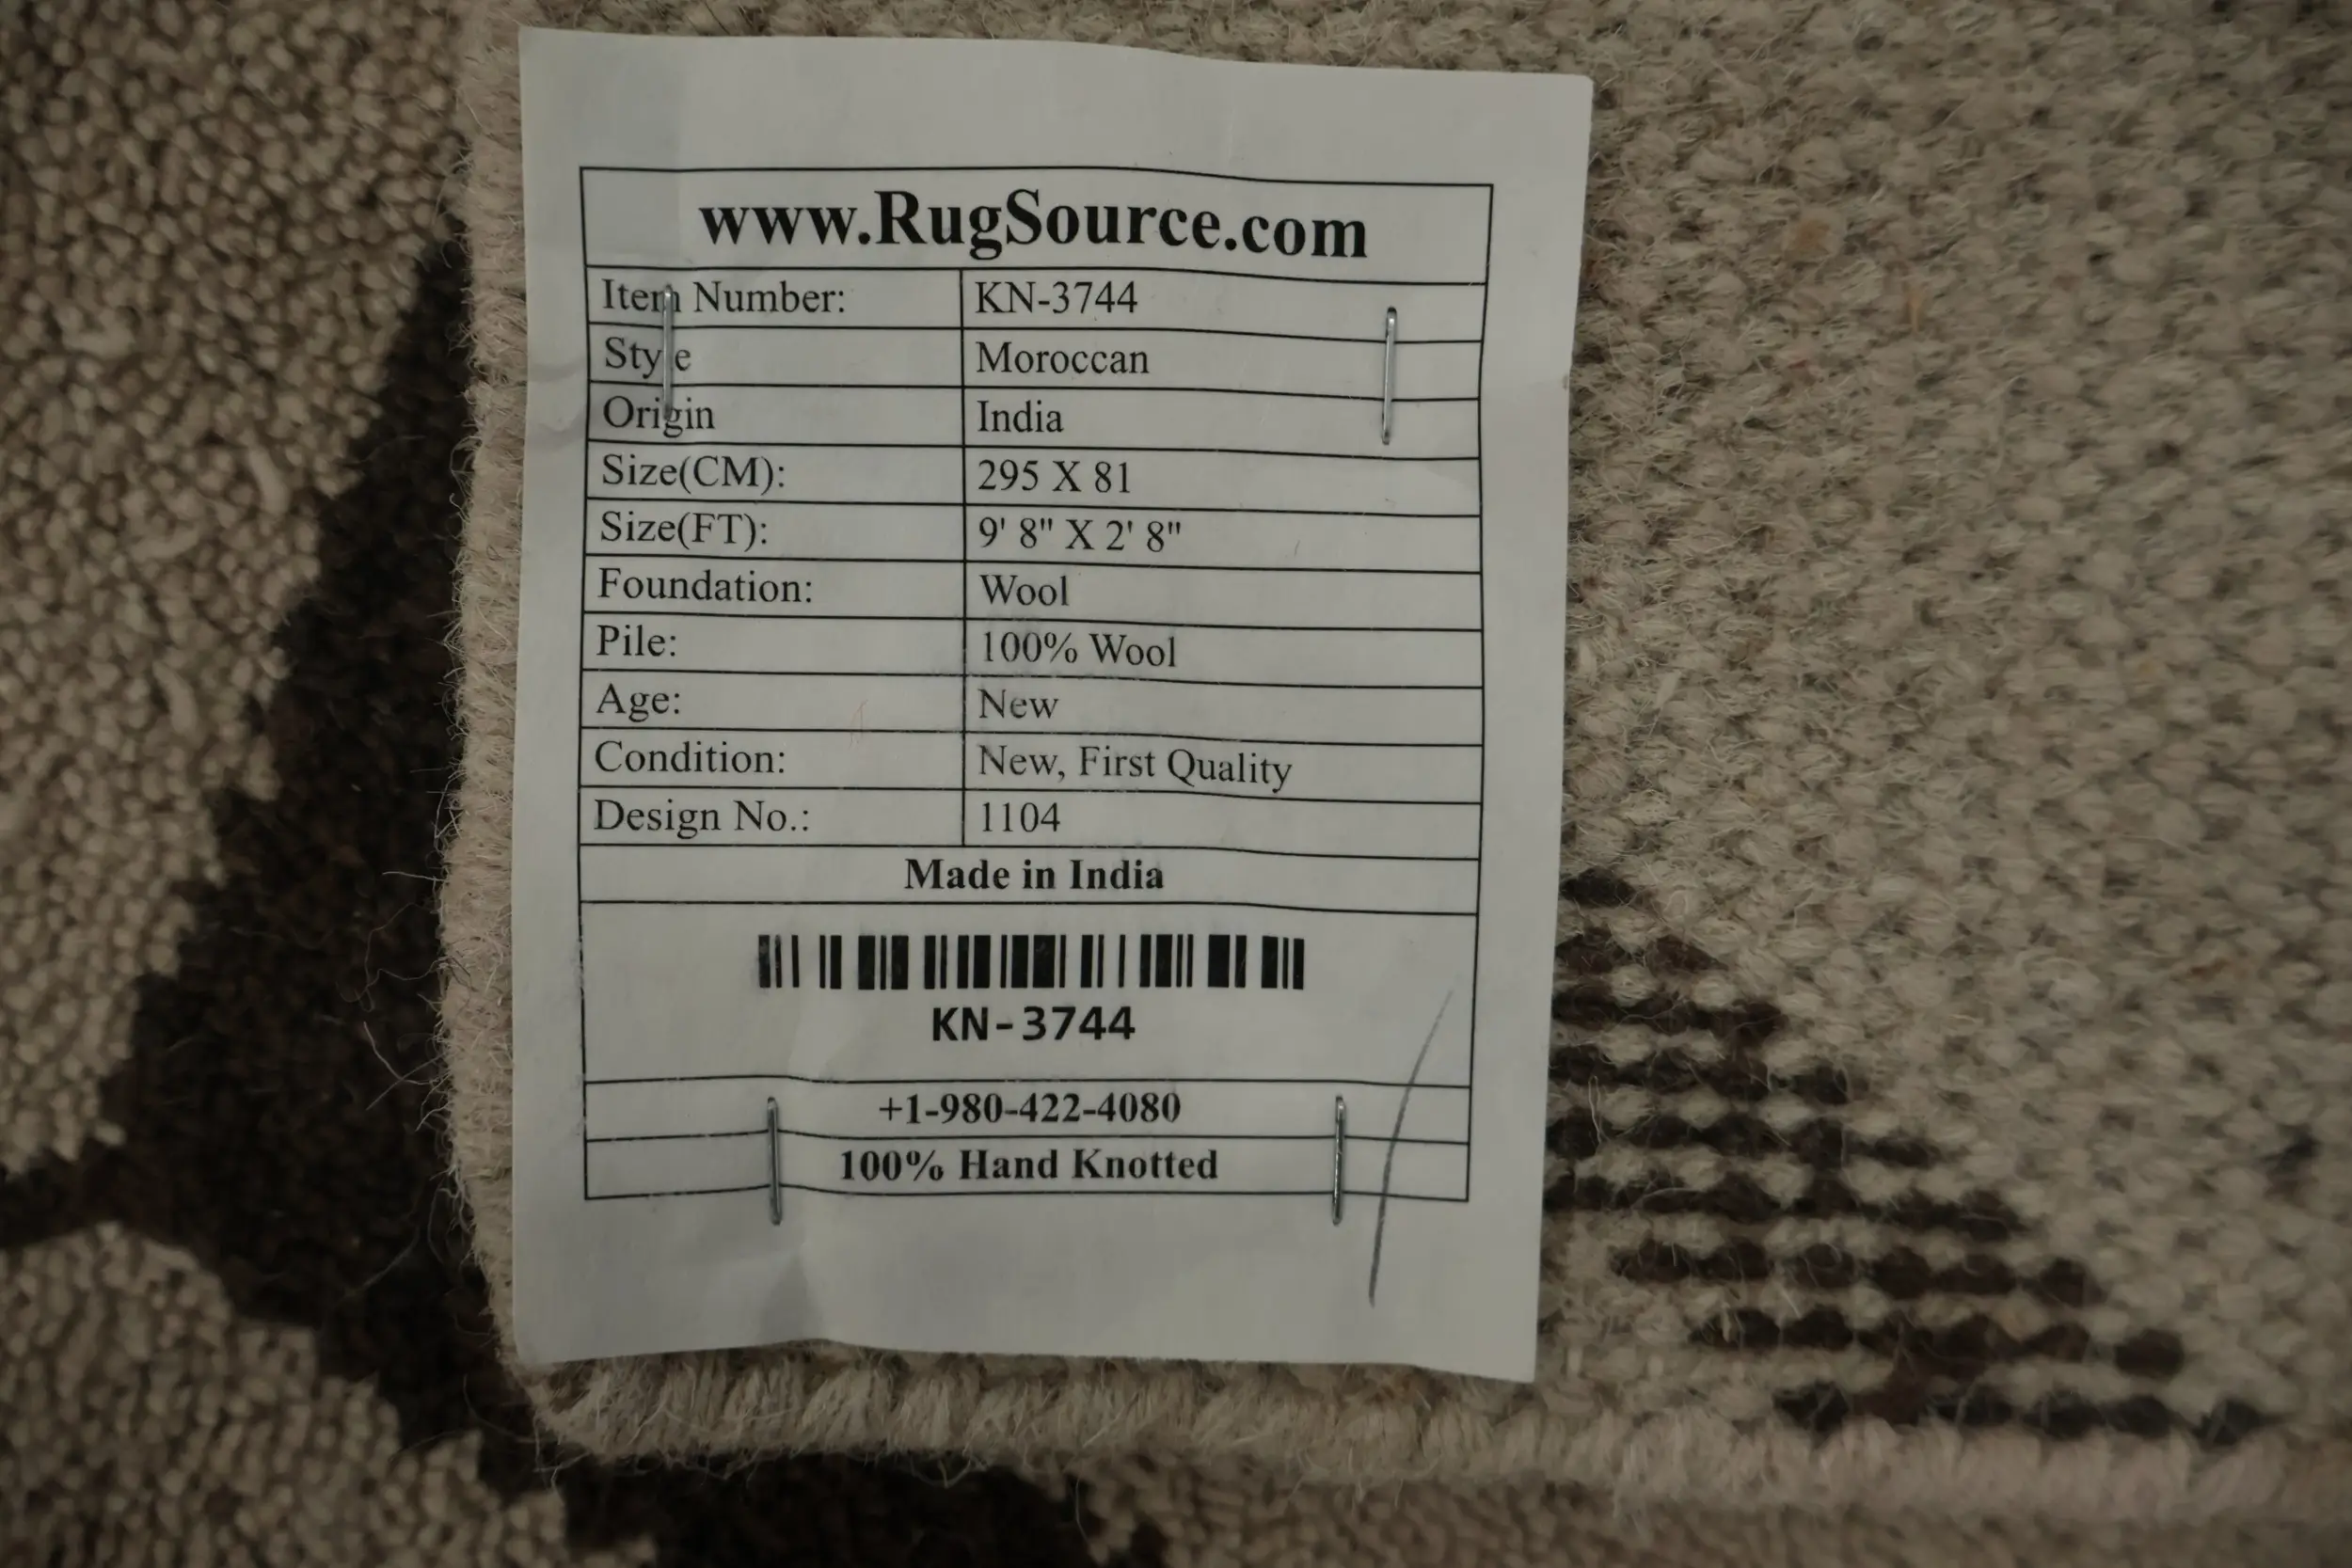 www.RugSource.com
Item Number: KN-3744
Style Moroccan
Origin India
Size(CM): 295 X 81
Size(FT): 9' 8" X 2' 8"
Foundation: Wool
Pile: 100% Wool
Age: New
Condition: New, First Quality
Design No.: 1104
Made in India
KN-3744
+1-980-422-4080
100% Hand Knotted